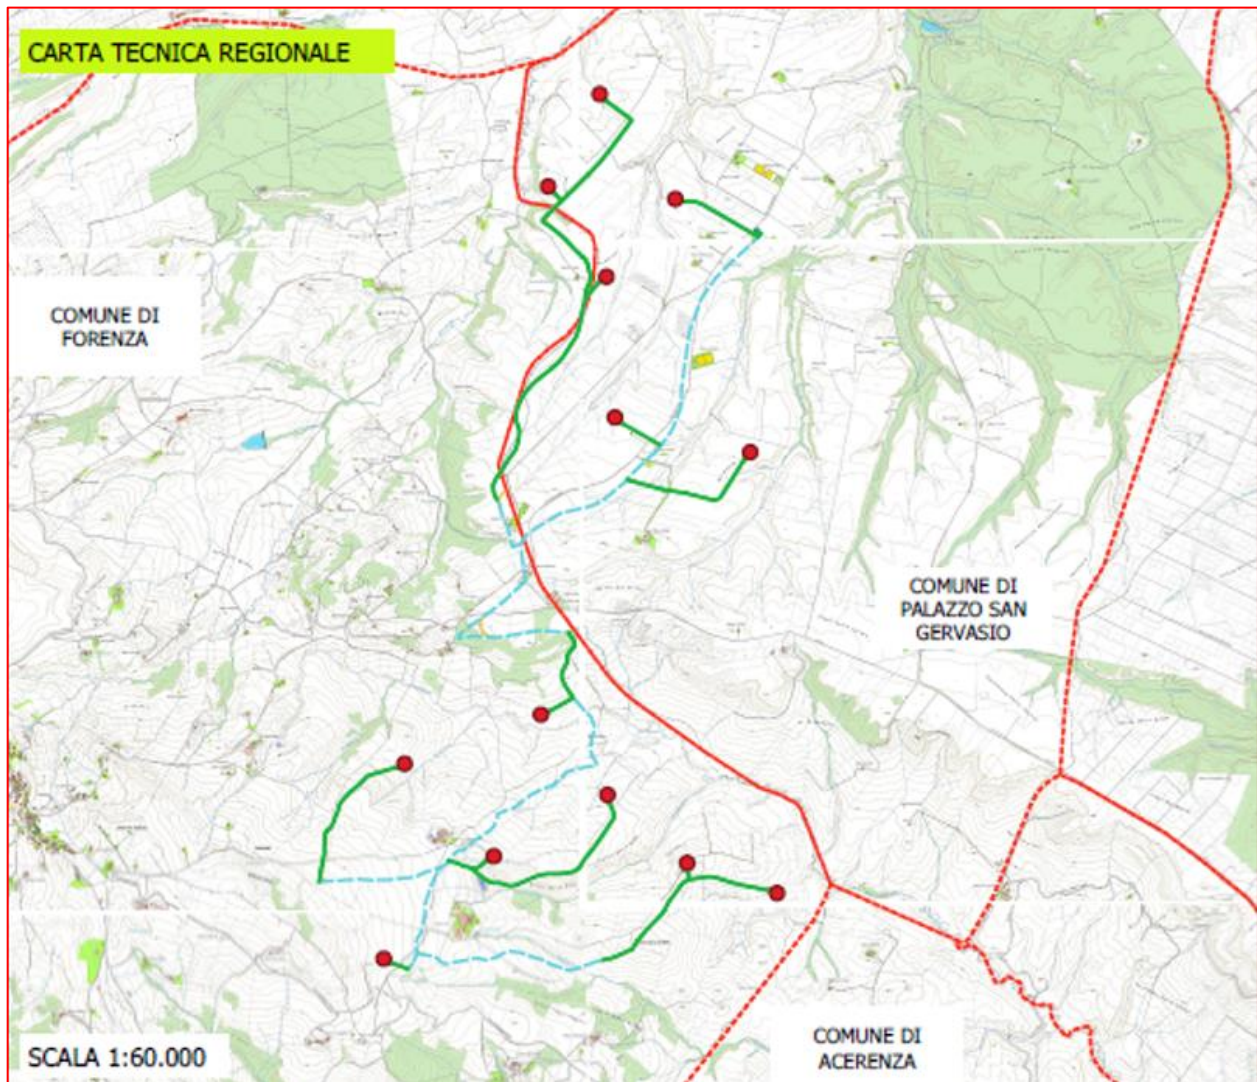 CARTA TECNICA REGIONALE
COMUNE DI
FORENZA
COMUNE DI
PALAZZO SAN
GERVASIO
COMUNE DI
ACERENZA
SCALA 1:60.000